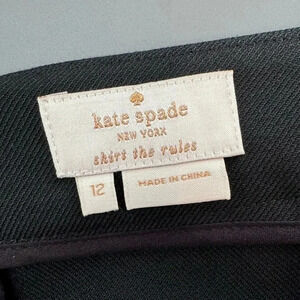 kate spade
NEW YORK
skirt the rules
12
MADE IN CHINA